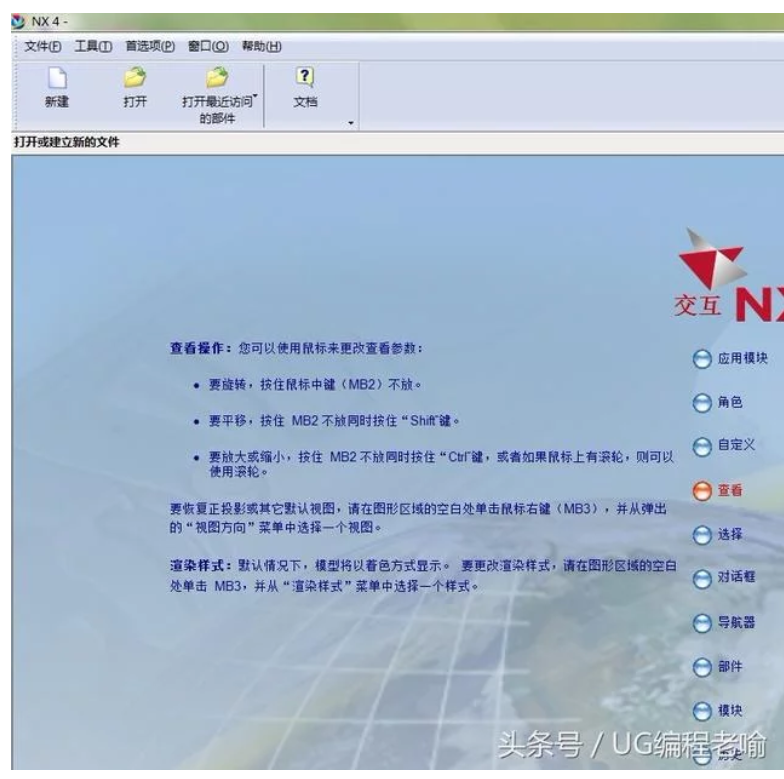 NX 4 -
文件(F) 工具(T) 首选项(P) 窗口(O) 帮助(H)
新建 打开 打开最近访问的部件 文档
打开或建立新的文件
交互 NX
查看操作：您可以使用鼠标来更改查看参数：
• 要旋转，按住鼠标中键（MB2）不放。
• 要平移，按住 MB2 不放同时按住“Shift”键。
• 要放大或缩小，按住 MB2 不放同时按住“Ctrl”键，或者如果鼠标上有滚轮，则可以
使用滚轮。
要恢复正投影或其它默认视图，请在图形区域的空白处单击鼠标右键（MB3），并从弹出
的“视图方向”菜单中选择一个视图。
渲染样式：默认情况下，模型将以着色方式显示。 要更改渲染样式，请在图形区域的空白
处单击 MB3，并从“渲染样式”菜单中选择一个样式。
应用模块
角色
自定义
查看
选择
对话框
导航器
部件
模块
历史
头条号 / UG编程老喻